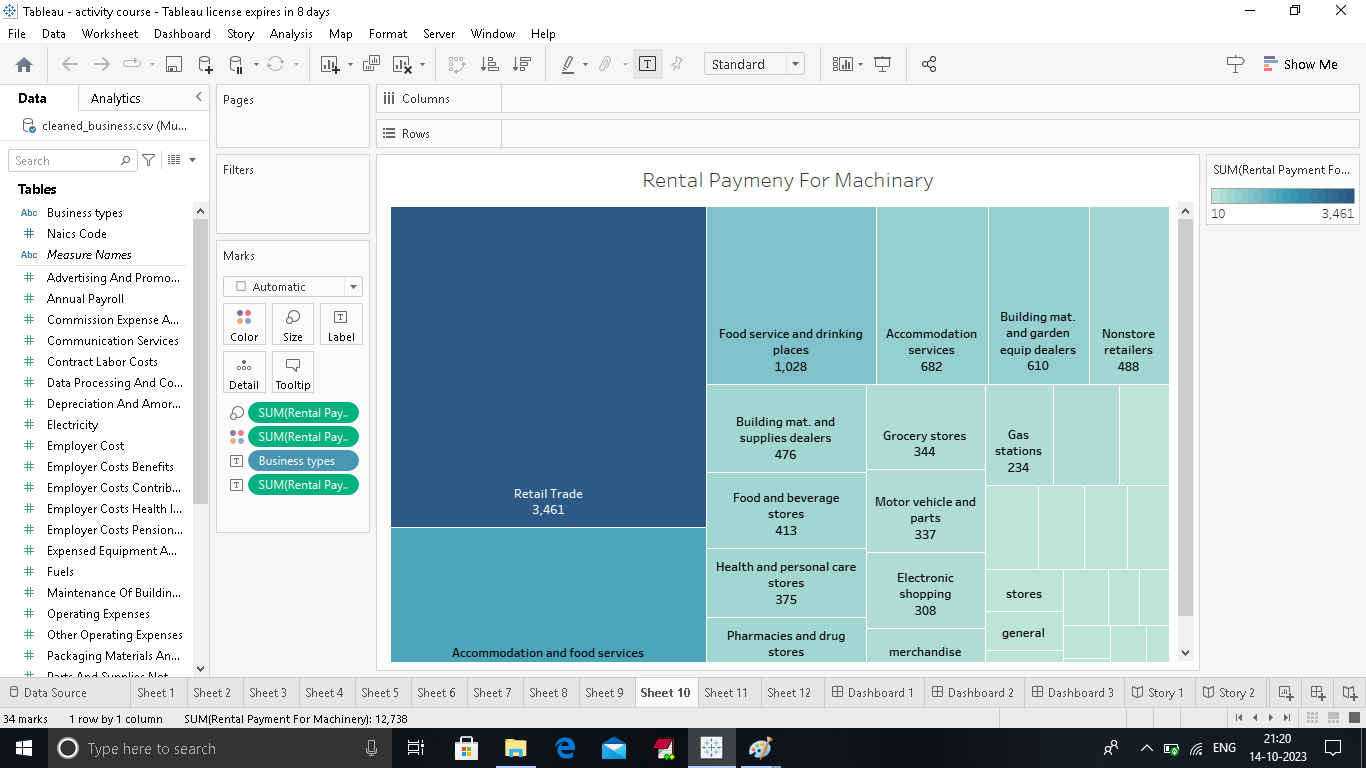 Tableau - activity course - Tableau license expires in 8 days
File Data Worksheet Dashboard Story Analysis Map Format Server Window Help
Standard
Show Me
Data Analytics
cleaned_business.csv (Mu...
Search
Tables
Abc Business types
Naics Code
Abc Measure Names
Advertising And Promo...
Annual Payroll
Commission Expense A...
Communication Services
Contract Labor Costs
Data Processing And Co...
Depreciation And Amor...
Electricity
Employer Cost
Employer Costs Benefits
Employer Costs Contrib...
Employer Costs Health I...
Employer Costs Pension...
Expensed Equipment A...
Fuels
Maintenance Of Buildin...
Operating Expenses
Other Operating Expenses
Packaging Materials An...
Parts And Supplies Not
Pages
Filters
Marks
Automatic
Color Size Label
Detail Tooltip
SUM(Rental Pay..
SUM(Rental Pay..
Business types
SUM(Rental Pay..
Columns
Rows
Rental Paymeny For Machinary
Retail Trade
3,461
Accommodation and food services
Food service and drinking
places
1,028
Accommodation
services
682
Building mat.
and garden
equip dealers
610
Nonstore
retailers
488
Building mat. and
supplies dealers
476
Food and beverage
stores
413
Health and personal care
stores
375
Pharmacies and drug
stores
Grocery stores
344
Motor vehicle and
parts
337
Electronic
shopping
308
merchandise
Gas
stations
234
stores
general
SUM(Rental Payment Fo...
10 3,461
Data Source Sheet 1 Sheet 2 Sheet 3 Sheet 4 Sheet 5 Sheet 6 Sheet 7 Sheet 8 Sheet 9 Sheet 10 Sheet 11 Sheet 12 Dashboard 1 Dashboard 2 Dashboard 3 Story 1 Story 2
34 marks 1 row by 1 column SUM(Rental Payment For Machinery): 12,738
Type here to search
ENG
21:20
14-10-2023